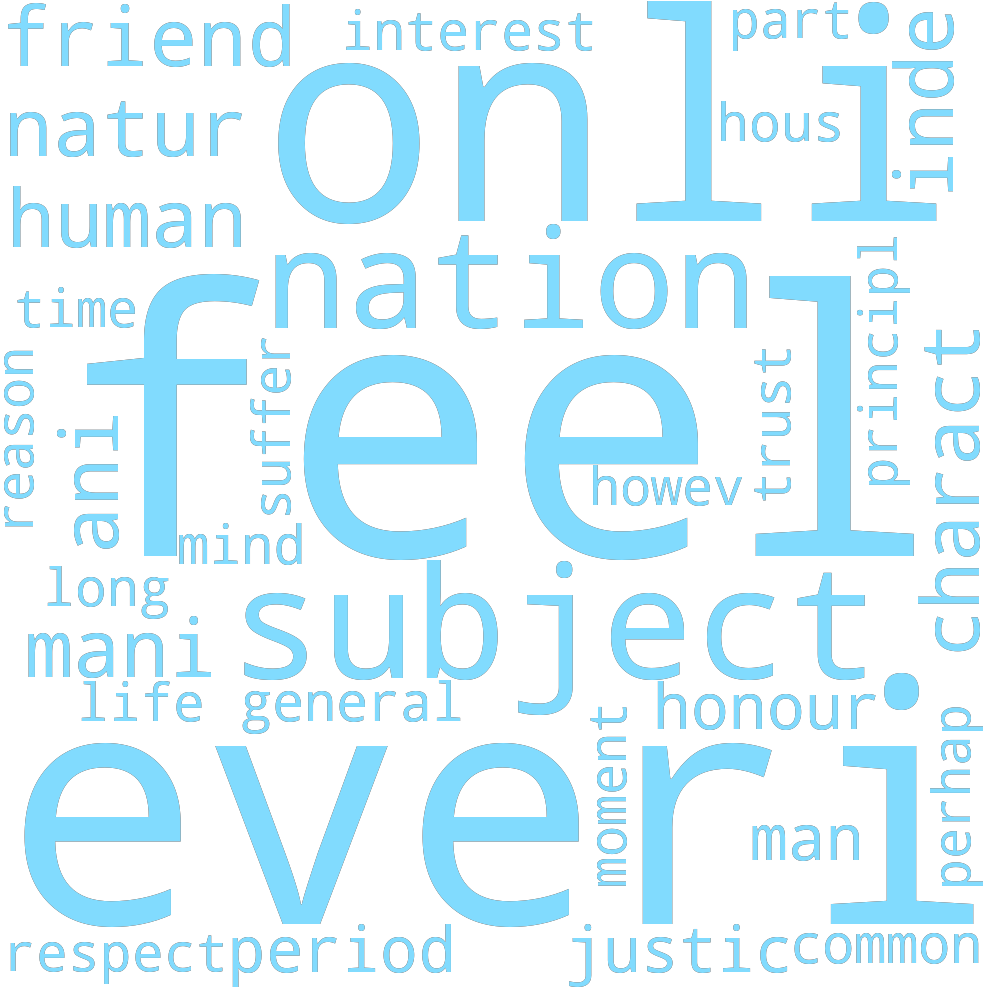 friend
interest
part
inde
onli
natur
hous
human
nation
principl
time
feel
reason
suffer
trust
charact
ani
howev
mind
long
subject
mani
life
general
honour
everi
moment
perhap
man
respect
period
justic
common